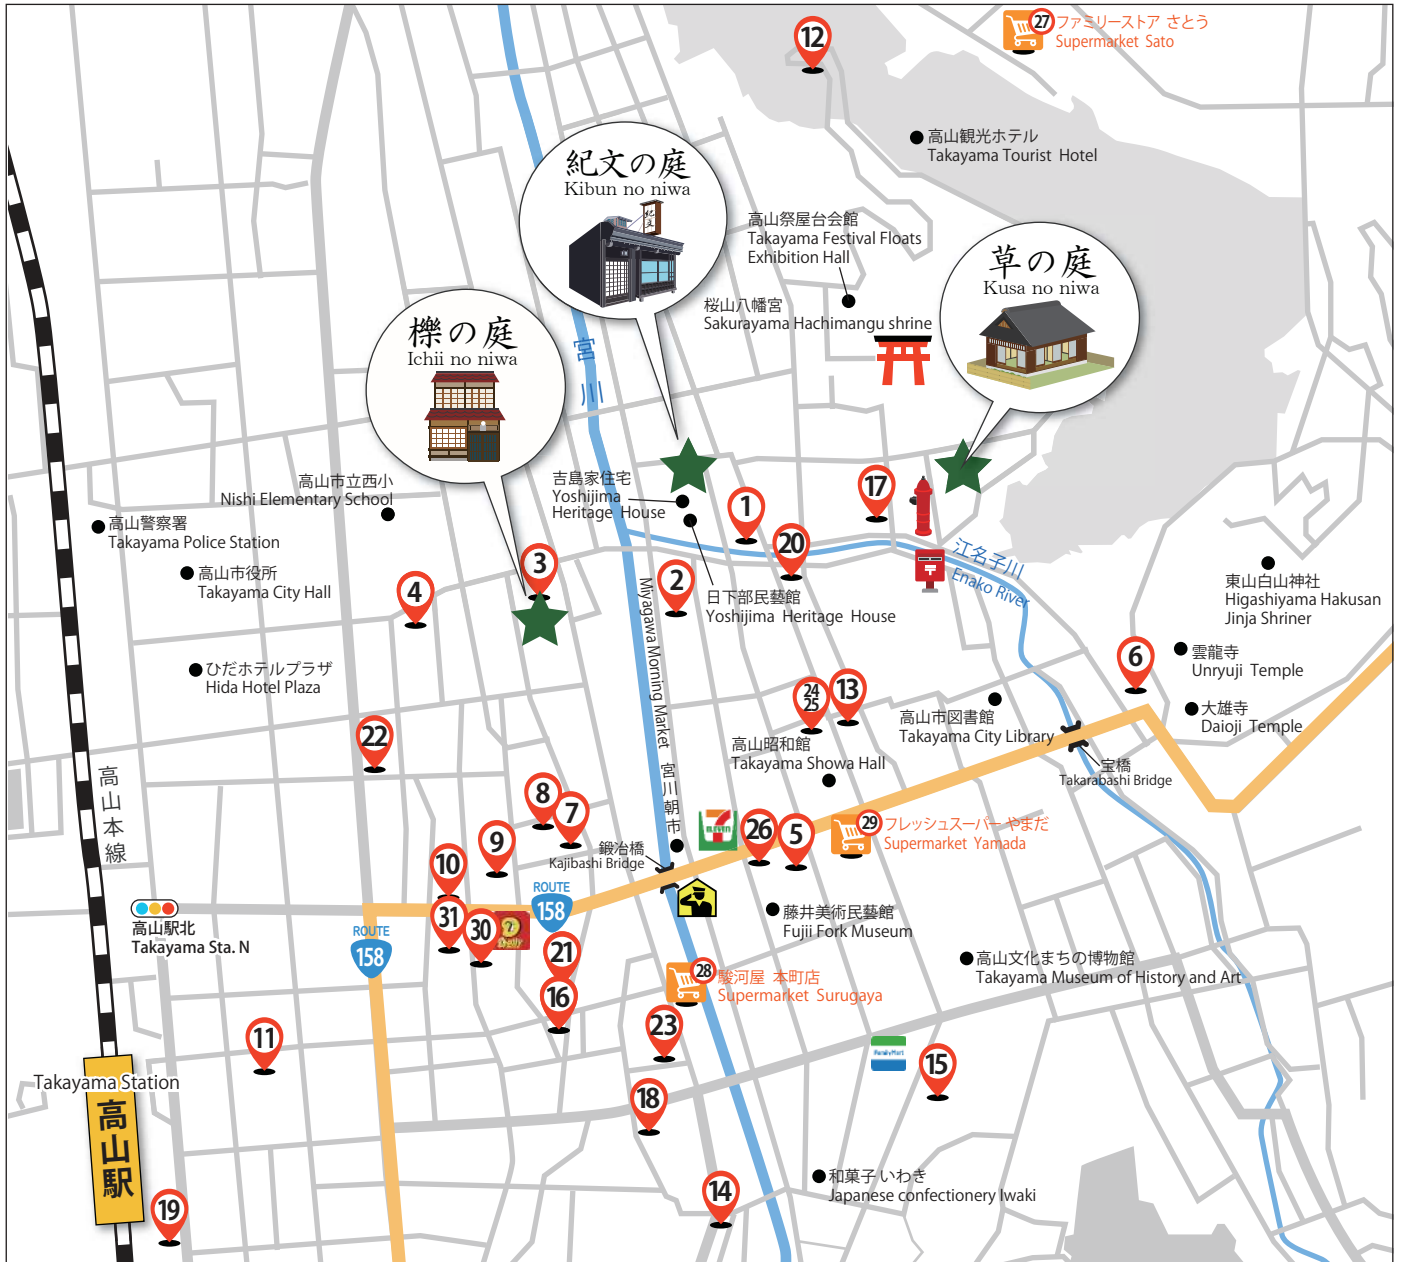 12
27
ファミリーストア さとう
Supermarket Sato
高山観光ホテル
Takayama Tourist Hotel
紀文の庭
Kibun no niwa
紀文
高山祭屋台会館
Takayama Festival Floats
Exhibition Hall
桜山八幡宮
Sakurayama Hachimangu shrine
草の庭
Kusa no niwa
櫟の庭
Ichii no niwa
宮川
高山市立西小
Nishi Elementary School
吉島家住宅
Yoshijima
Heritage House
17
1
20
高山警察署
Takayama Police Station
高山市役所
Takayama City Hall
3
4
2
日下部民藝館
Yoshijima Heritage House
江名子川
Enako River
東山白山神社
Higashiyama Hakusan
Jinja Shriner
6
雲龍寺
Unryuji Temple
大雄寺
Daioji Temple
ひだホテルプラザ
Hida Hotel Plaza
Miyagawa Morning Market 宮川朝市
24
25
13
高山市図書館
Takayama City Library
22
高山昭和館
Takayama Showa Hall
宝橋
Takarabashi Bridge
高山本線
8
7
9
10
7
ELEVEN
26
5
29
フレッシュスーパー やまだ
Supermarket Yamada
鍛冶橋
Kajibashi Bridge
ROUTE
158
高山駅北
Takayama Sta. N
ROUTE
158
31
30
21
16
藤井美術民藝館
Fujii Fork Museum
28
駿河屋 本町店
Supermarket Surugaya
高山文化まちの博物館
Takayama Museum of History and Art
11
23
FamilyMart
15
Takayama Station
高山駅
18
19
14
和菓子 いわき
Japanese confectionery Iwaki